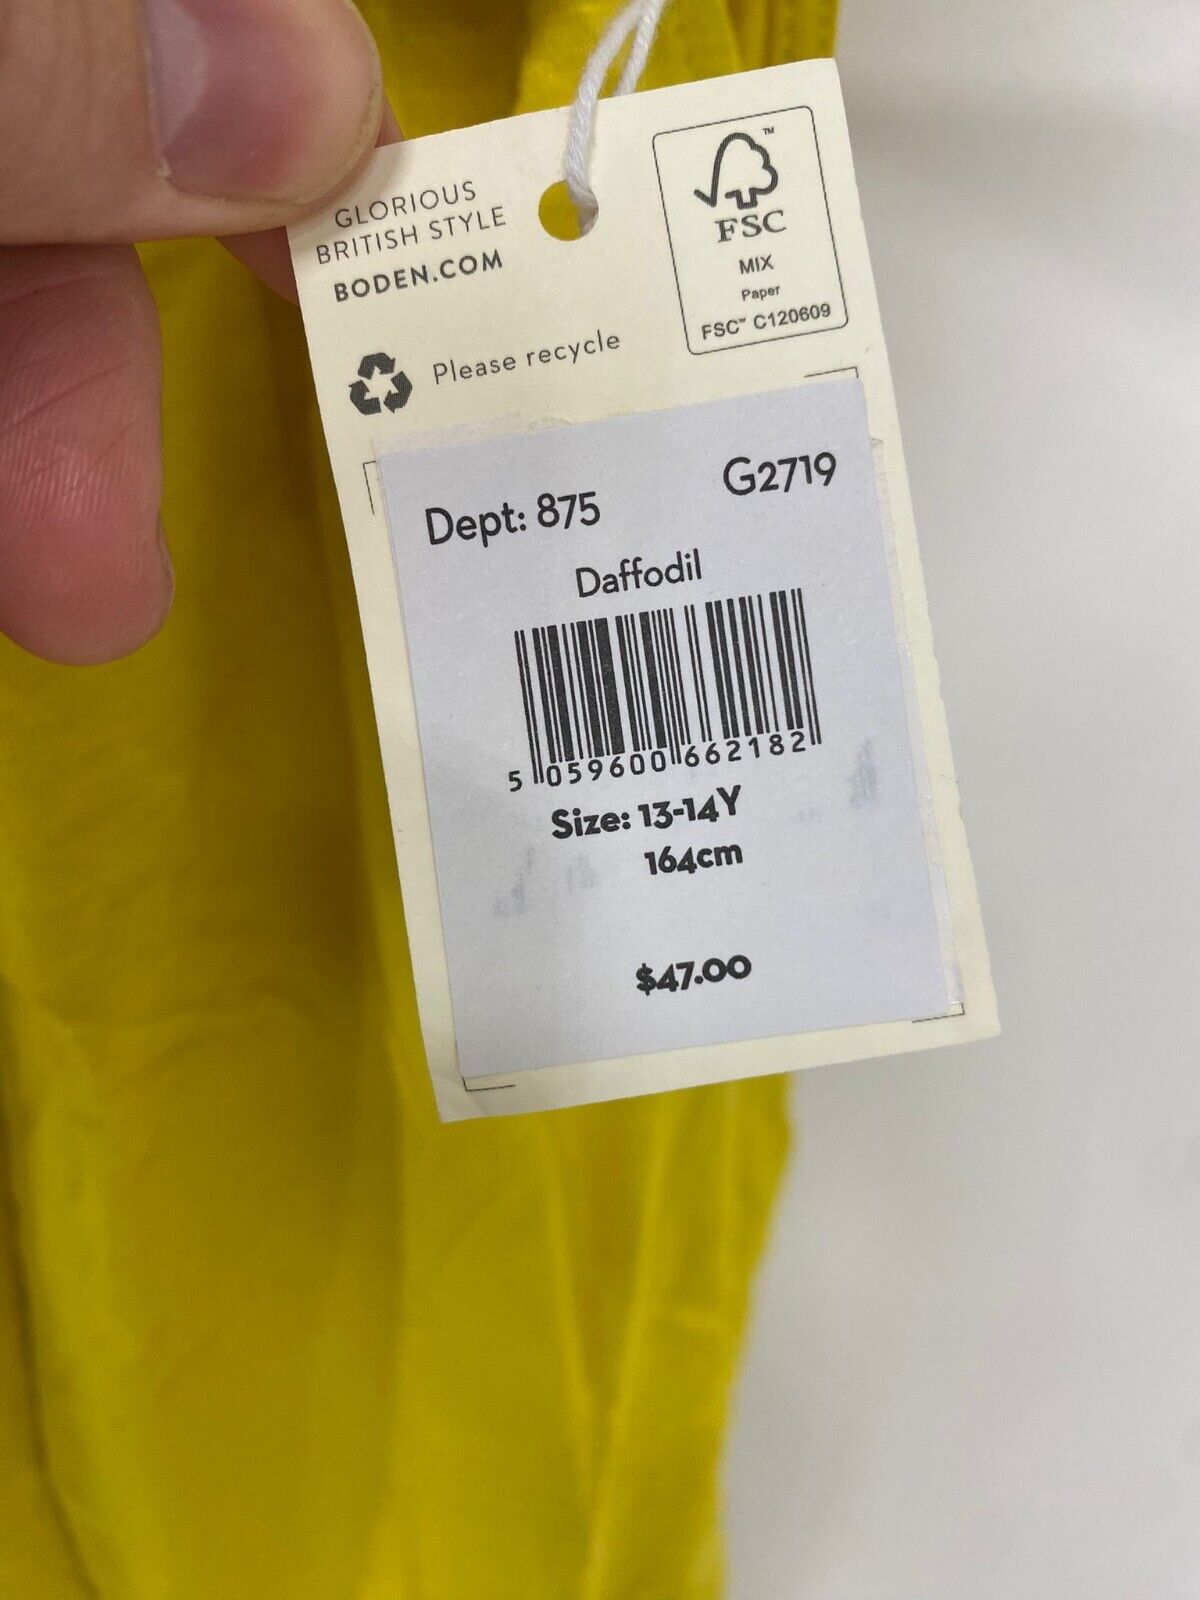 GLORIOUS
BRITISH STYLE
BODEN.COM
™
FSC
MIX
Paper
FSC™ C120609
Please recycle
Dept: 875
G2719
Daffodil
5 059600 662182
Size: 13-14Y
164cm
$47.00